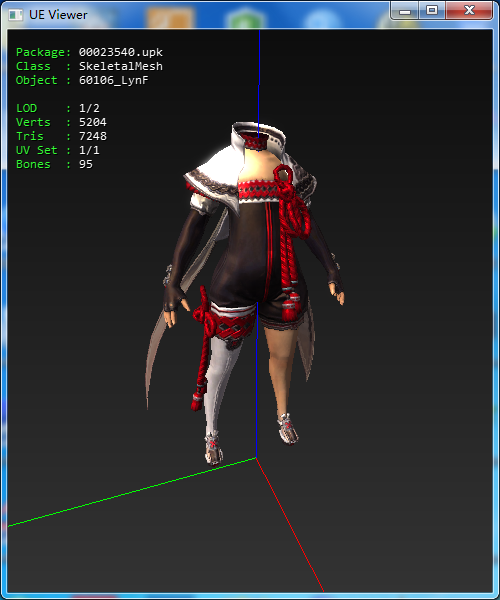 UE Viewer
Package: 00023540.upk
Class : SkeletalMesh
Object : 60106_LynF
LOD : 1/2
Verts : 5204
Tris : 7248
UV Set : 1/1
Bones : 95